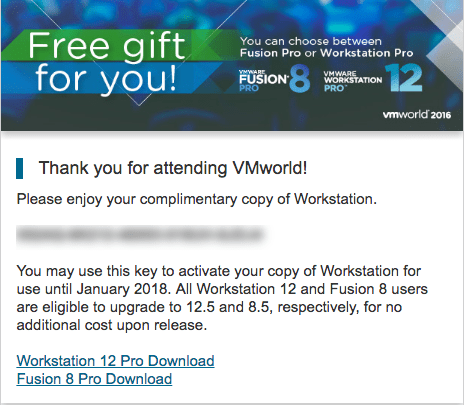 Free gift
for you!
You can choose between
Fusion Pro or Workstation Pro
VMWARE
FUSION® 8
PRO
VMWARE
WORKSTATION 12
PRO™
vmworld® 2016
Thank you for attending VMworld!
Please enjoy your complimentary copy of Workstation.
You may use this key to activate your copy of Workstation for
use until January 2018. All Workstation 12 and Fusion 8 users
are eligible to upgrade to 12.5 and 8.5, respectively, for no
additional cost upon release.
Workstation 12 Pro Download
Fusion 8 Pro Download